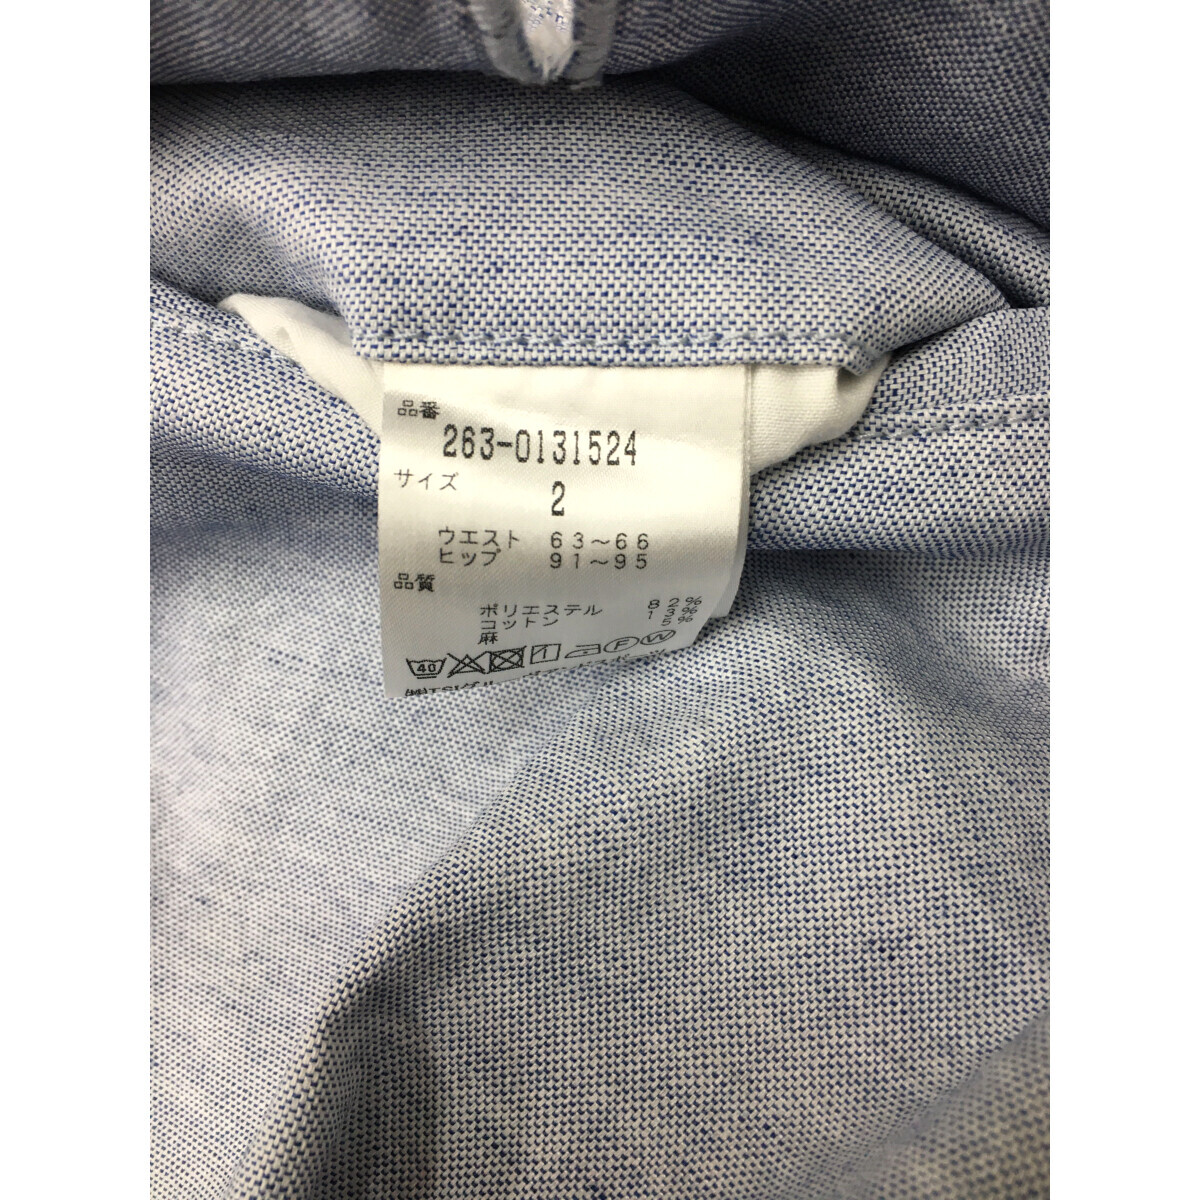 品番
263-0131524
サイズ
2
ウエスト 63～66
ヒップ 91～95
品質
ポリエステル 82%
コットン 13%
麻 5%
40
F W